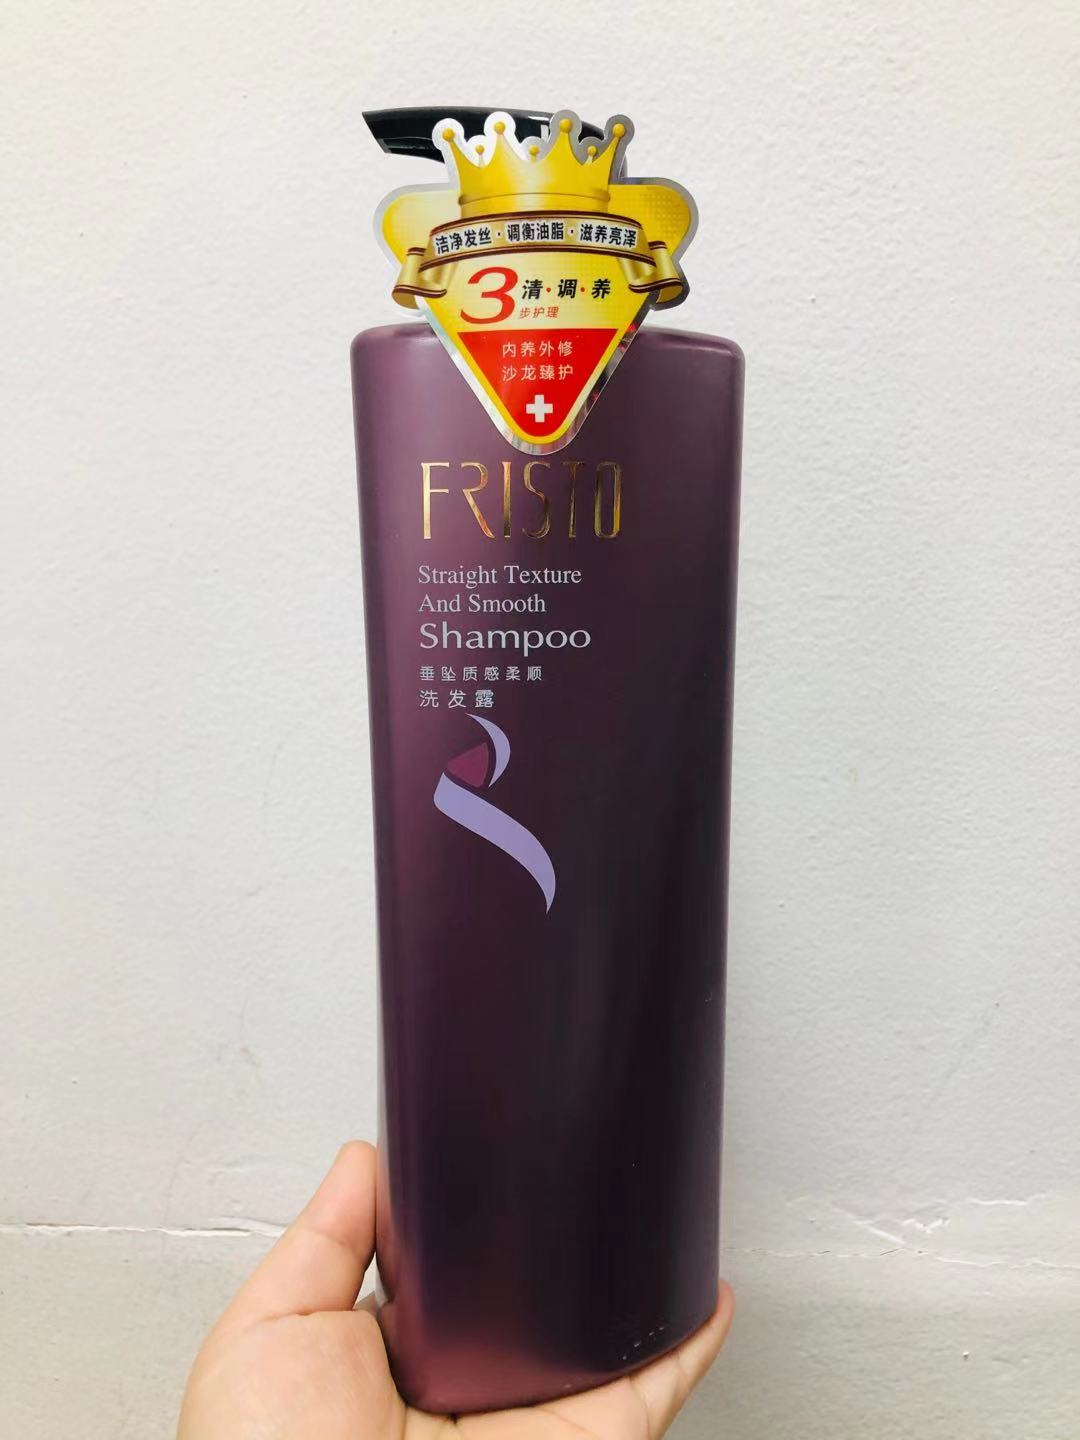 洁净发丝·调衡油脂·滋养亮泽
3清·调·养
步护理
内养外修
沙龙臻护
FRISTO
Straight Texture
And Smooth
Shampoo
垂坠质感柔顺
洗发露